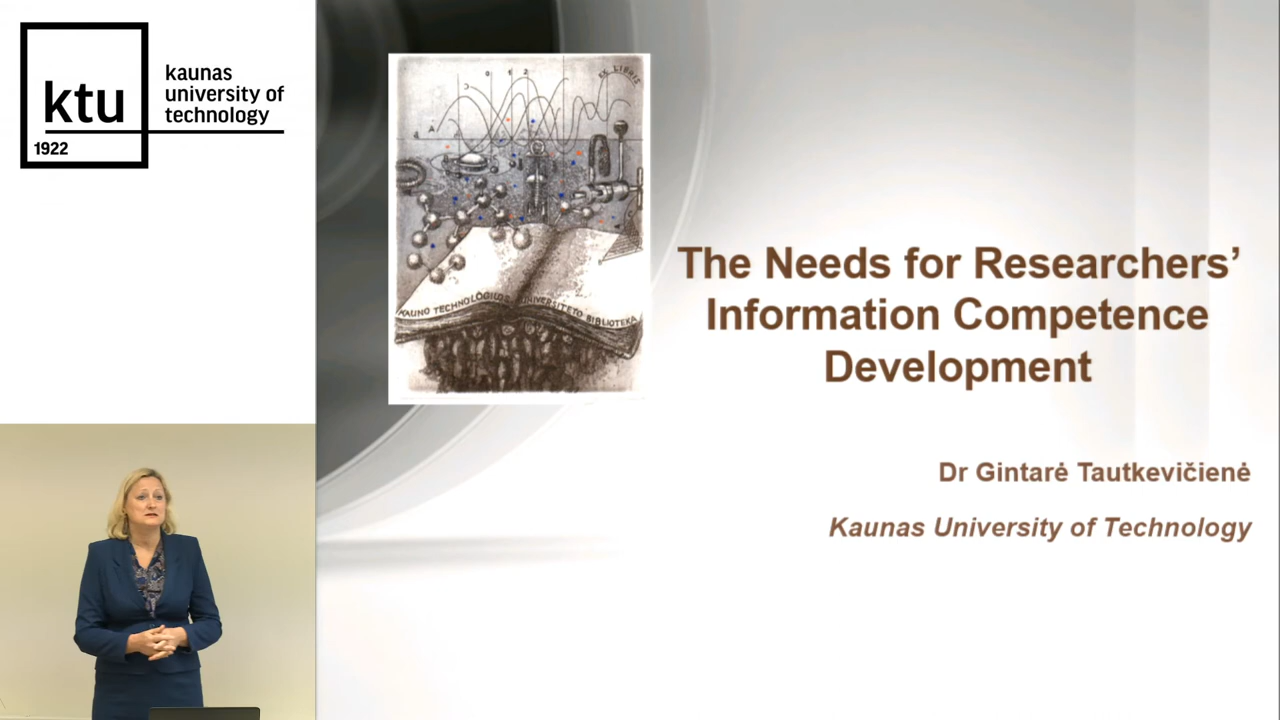 ktu
1922
kaunas
university of
technology
EX LIBRIS
KAUNO TECHNOLOGIJOS UNIVERSITETO BIBLIOTEKA
The Needs for Researchers’
Information Competence
Development
Dr Gintarė Tautkevičienė
Kaunas University of Technology